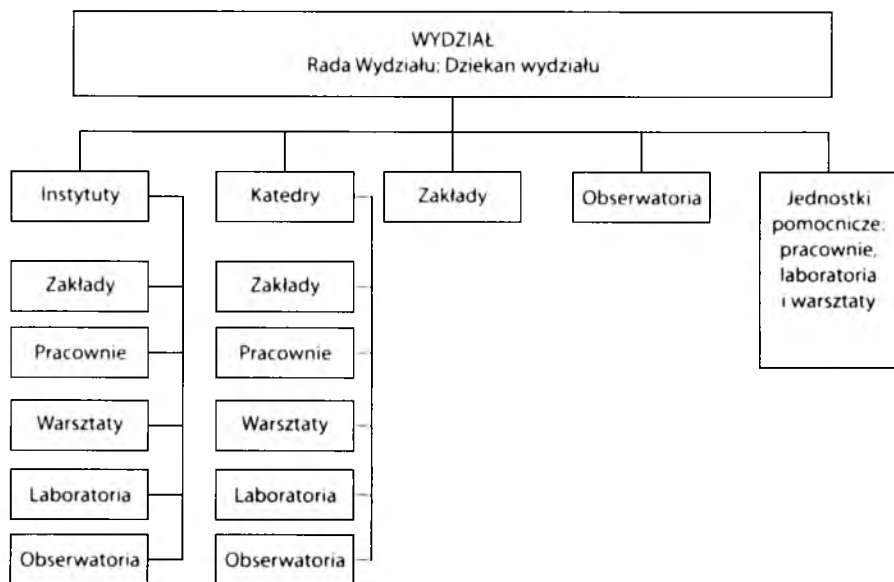 WYDZIAŁ
Rada Wydziału; Dziekan wydziału
Instytuty
Katedry
Zakłady
Obserwatoria
Jednostki
pomocnicze:
pracownie,
laboratoria
i warsztaty
Zakłady
Zakłady
Pracownie
Pracownie
Warsztaty
Warsztaty
Laboratoria
Laboratoria
Obserwatoria
Obserwatoria